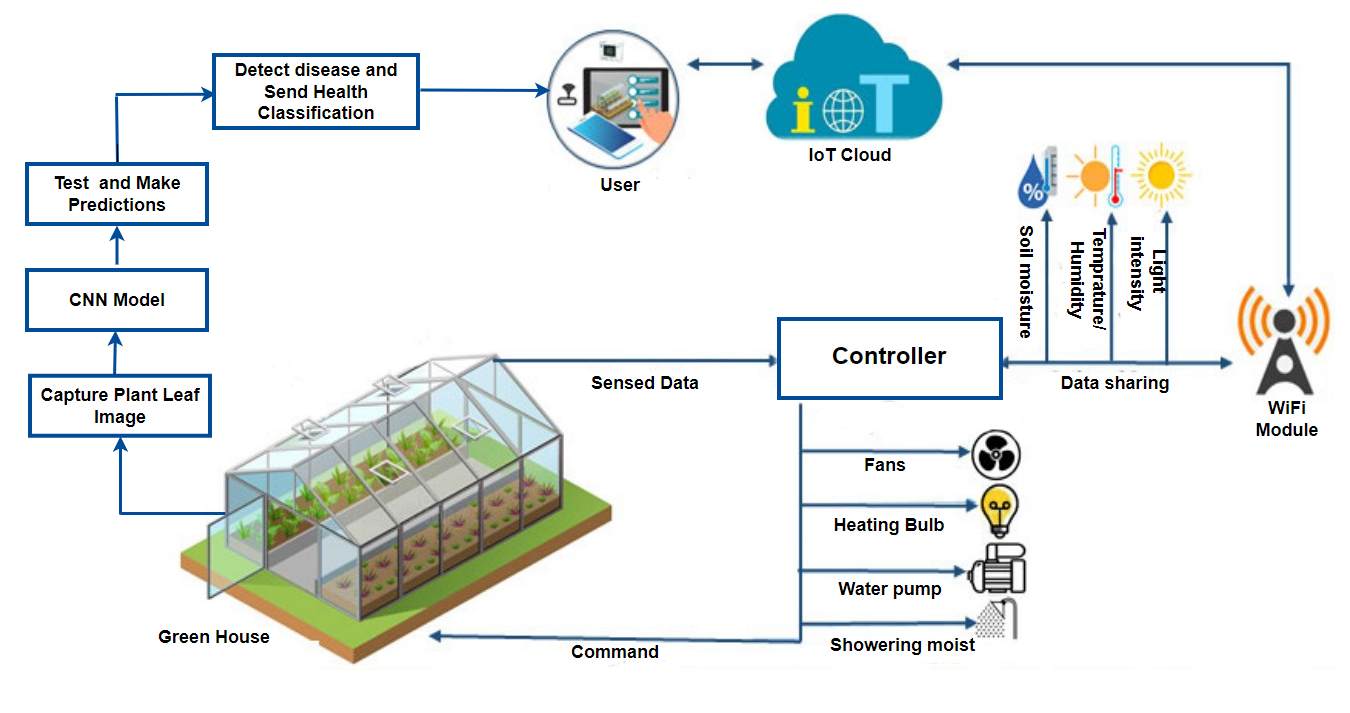 Detect disease and
Send Health
Classification
User
iOT
IoT Cloud
%
Test  and Make
Predictions
CNN Model
Capture Plant Leaf
Image
Soil moisture
Temprature/
Humidity
Light
intensity
Controller
Sensed Data
Data sharing
WiFi
Module
Fans
Heating Bulb
Water pump
Showering moist
Green House
Command